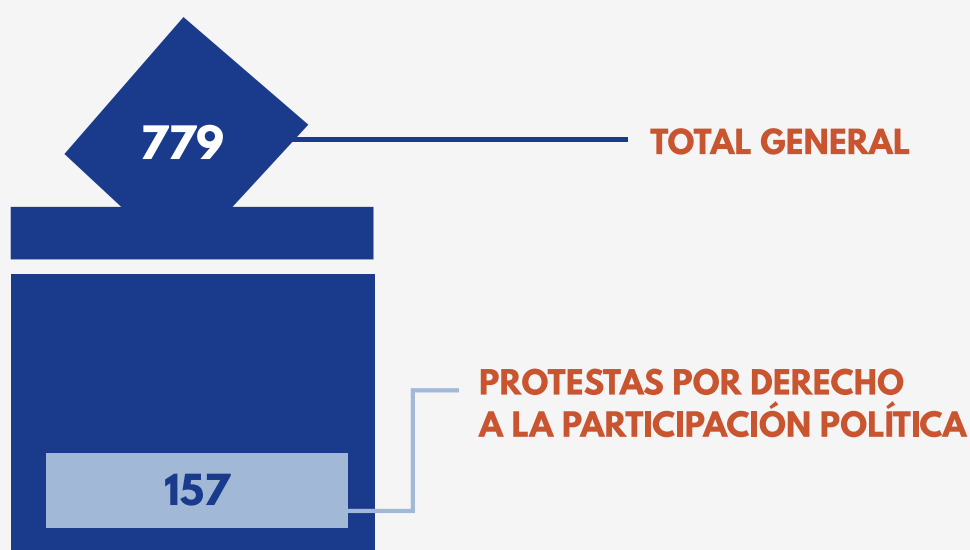 779
TOTAL GENERAL
PROTESTAS POR DERECHO
A LA PARTICIPACIÓN POLÍTICA
157